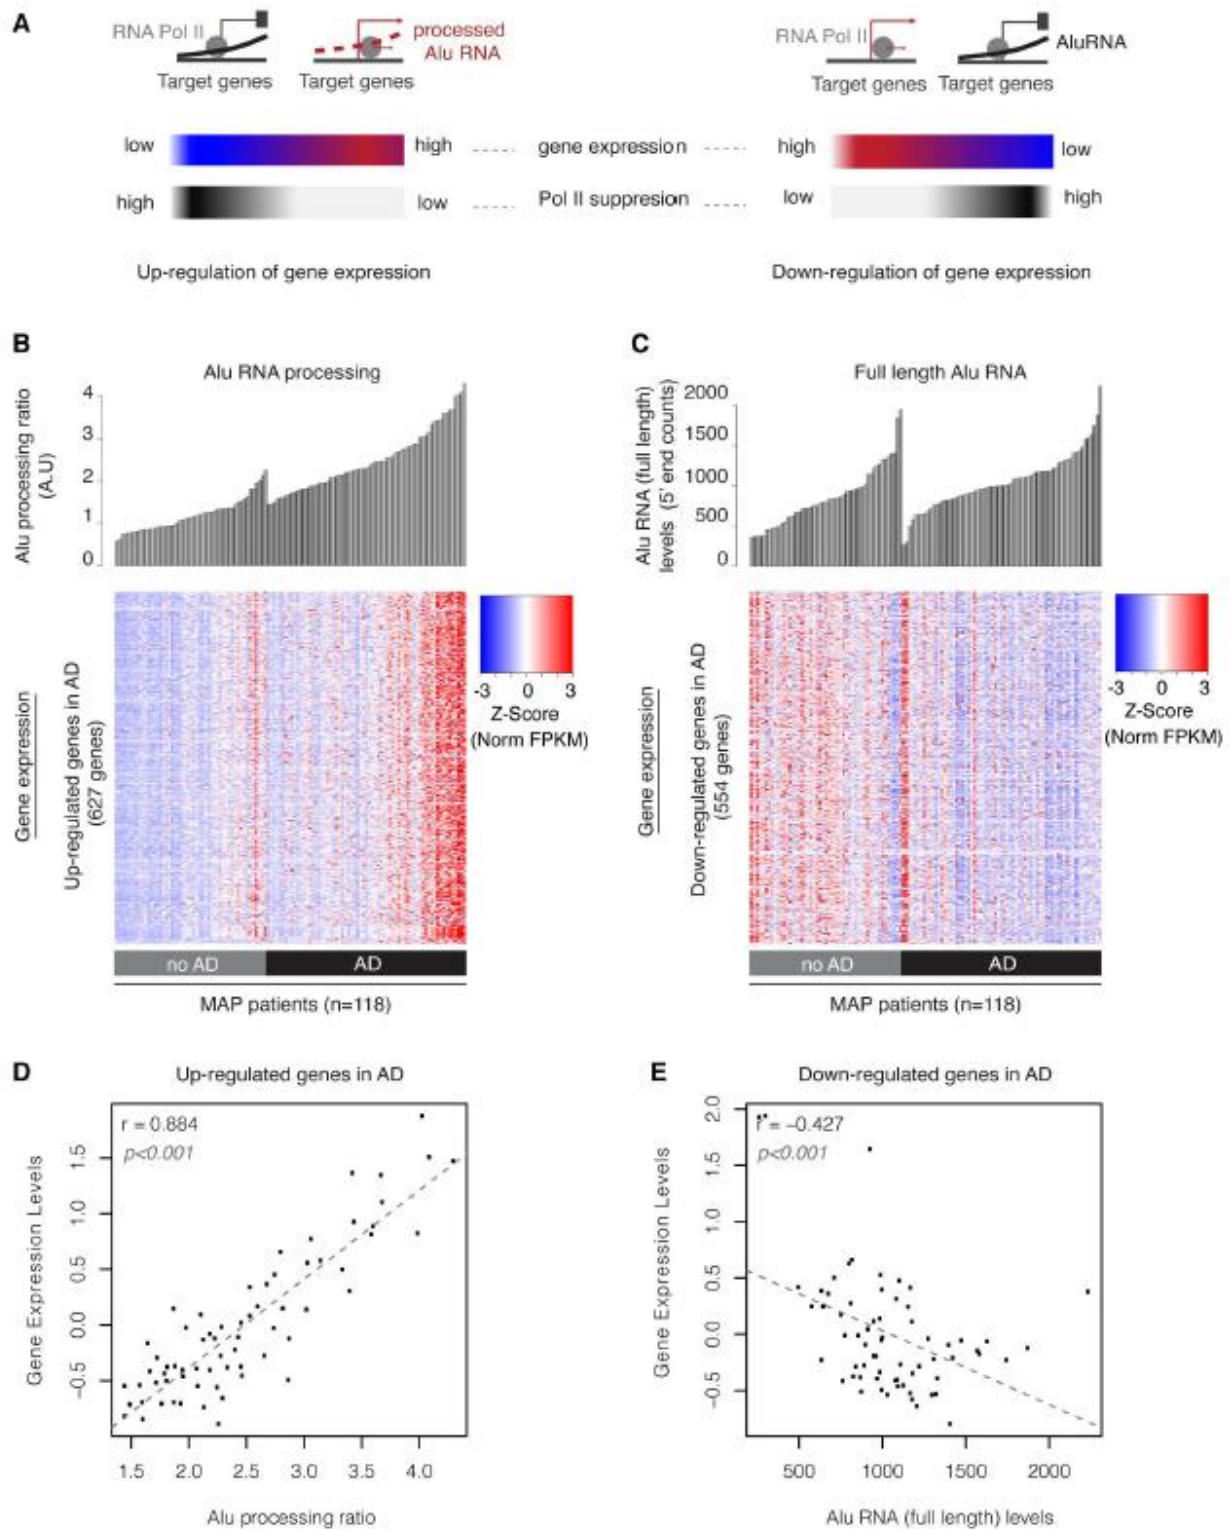 A
RNA Pol II
processed
Alu RNA
Target genes
Target genes
RNA Pol II
AluRNA
Target genes
Target genes
low
high
gene expression
high
low
high
low
Pol II suppresion
low
high
Up-regulation of gene expression
Down-regulation of gene expression
B
Alu RNA processing
Alu processing ratio
(A.U)
4
3
2
1
0
Gene expression
Up-regulated genes in AD
(627 genes)
-3 0 3
Z-Score
(Norm FPKM)
no AD
AD
MAP patients (n=118)
C
Full length Alu RNA
Alu RNA (full length)
levels (5' end counts)
2000
1500
1000
500
0
Gene expression
Down-regulated genes in AD
(554 genes)
-3 0 3
Z-Score
(Norm FPKM)
no AD
AD
MAP patients (n=118)
D
Up-regulated genes in AD
r = 0.884
p<0.001
Gene Expression Levels
1.5
1.0
0.5
0.0
−0.5
1.5 2.0 2.5 3.0 3.5 4.0
Alu processing ratio
E
Down-regulated genes in AD
r = −0.427
p<0.001
Gene Expression Levels
2.0
1.5
1.0
0.5
0.0
−0.5
500 1000 1500 2000
Alu RNA (full length) levels